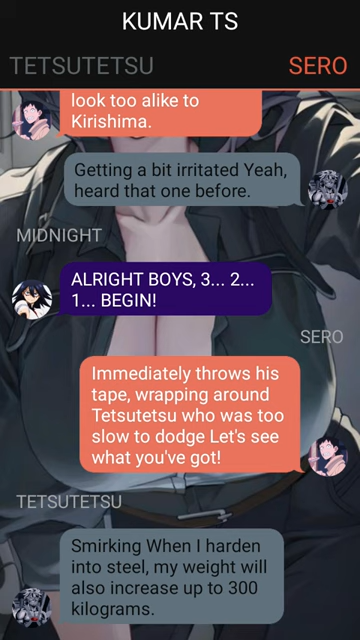 KUMAR TS
TETSUTETSU
SERO
look too alike to
Kirishima.
Getting a bit irritated Yeah,
heard that one before.
MIDNIGHT
ALRIGHT BOYS, 3... 2...
1... BEGIN!
SERO
Immediately throws his
tape, wrapping around
Tetsutetsu who was too
slow to dodge Let's see
what you've got!
TETSUTETSU
Smirking When I harden
into steel, my weight will
also increase up to 300
kilograms.